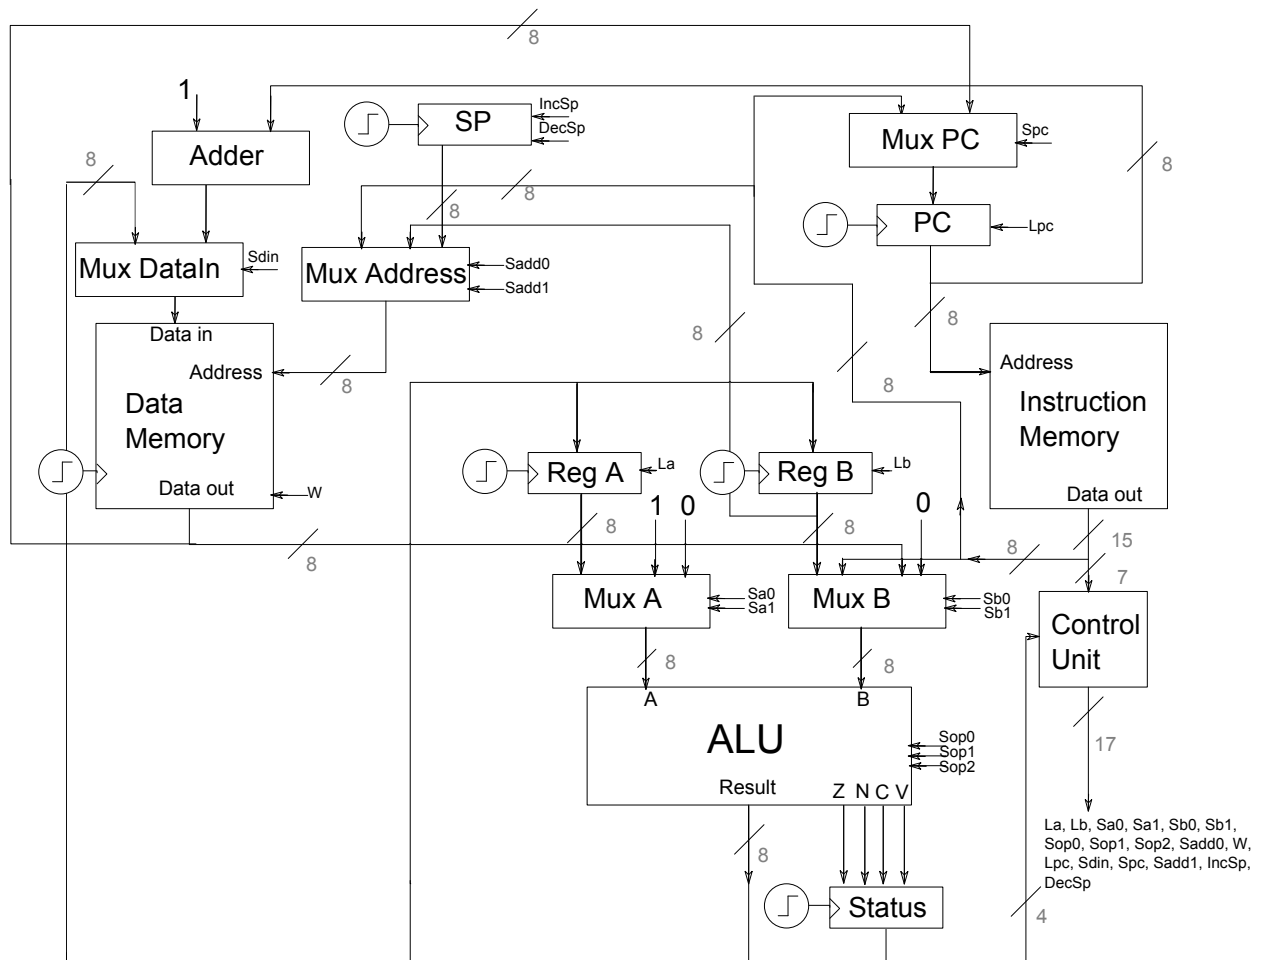 8
1
IncSp
SP
DecSp
Mux PC
Spc
Adder
8
8
8
8
PC
Lpc
Mux DataIn
Sdin
Mux Address
Sadd0
Sadd1
8
8
Data in
Address
8
Address
8
Data
Memory
Instruction
Memory
Reg A
La
Reg B
Lb
Data out
W
Data out
1
0
0
8
8
8
8
15
7
Mux A
Sa0
Sa1
Mux B
Sb0
Sb1
Control
Unit
8
8
A
B
ALU
Sop0
Sop1
Sop2
17
Result
Z N C V
La, Lb, Sa0, Sa1, Sb0, Sb1,
Sop0, Sop1, Sop2, Sadd0, W,
Lpc, Sdin, Spc, Sadd1, IncSp,
DecSp
8
Status
4